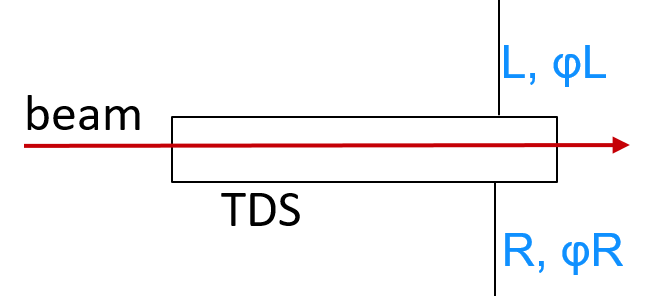 L, φL
beam
TDS
R, φR